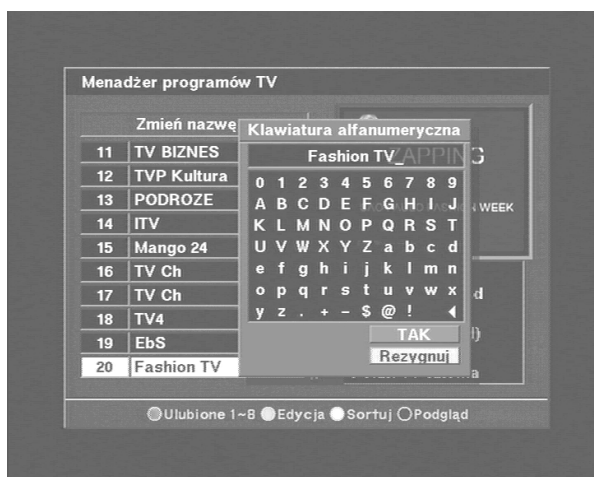 Menadżer programów TV
Zmień nazwę
11 TV BIZNES
12 TVP Kultura
13 PODROZE
14 ITV
15 Mango 24
16 TV Ch
17 TV Ch
18 TV4
19 EbS
20 Fashion TV
Klawiatura alfanumeryczna
Fashion TV_
0 1 2 3 4 5 6 7 8 9
A B C D E F G H I J
K L M N O P Q R S T
U V W X Y Z a b c d
e f g h i j k l m n
o p q r s t u v w x
y z . + - $ @ !
TAK
Rezygnuj
ZAPPING
WEEK
Ulubione 1~8 Edycja Sortuj Podgląd